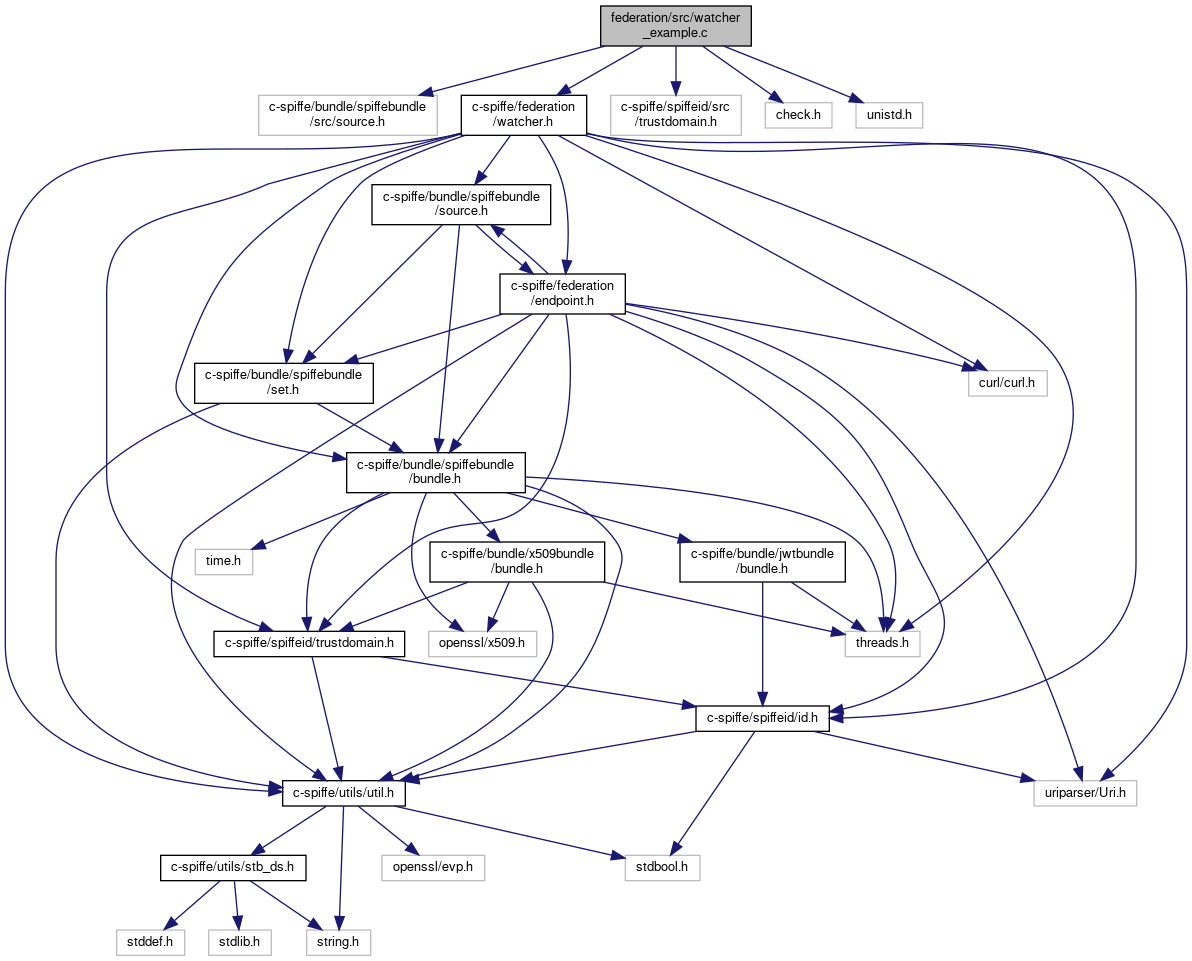 federation/src/watcher
_example.c
c-spiffe/bundle/spiffebundle
/src/source.h
c-spiffe/federation
/watcher.h
c-spiffe/spiffeid/src
/trustdomain.h
check.h
unistd.h
c-spiffe/bundle/spiffebundle
/source.h
c-spiffe/federation
/endpoint.h
c-spiffe/bundle/spiffebundle
/set.h
curl/curl.h
c-spiffe/bundle/spiffebundle
/bundle.h
time.h
c-spiffe/bundle/x509bundle
/bundle.h
c-spiffe/bundle/jwtbundle
/bundle.h
c-spiffe/spiffeid/trustdomain.h
openssl/x509.h
threads.h
c-spiffe/spiffeid/id.h
c-spiffe/utils/util.h
uriparser/Uri.h
c-spiffe/utils/stb_ds.h
openssl/evp.h
stdbool.h
stddef.h
stdlib.h
string.h